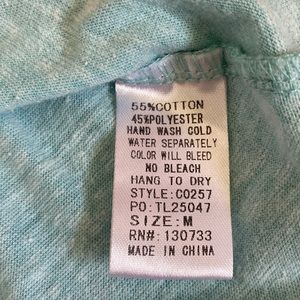 55%COTTON
45%POLYESTER
HAND WASH COLD
WATER SEPARATELY
COLOR WILL BLEED
NO BLEACH
HANG TO DRY
STYLE:C0257
PO:TL25047
SIZE:M
RN#:130733
MADE IN CHINA